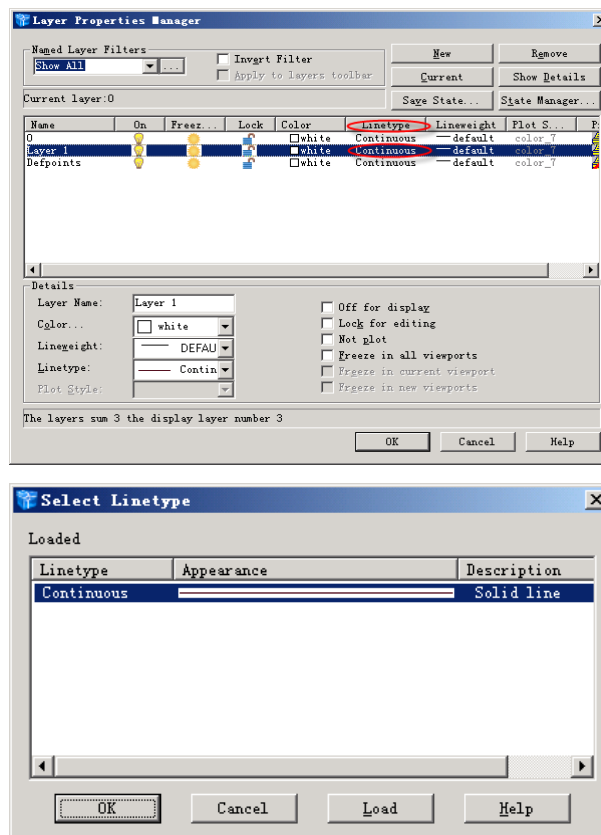 Layer Properties Manager
Named Layer Filters
Show All
...
Invert Filter
Apply to layers toolbar
New
Remove
Current
Show Details
Current layer:0
Save State...
State Manager...
Name On Freez... Lock Color Linetype Lineweight Plot S... P
0 white Continuous default color_7
Layer 1 white Continuous default color_7
Defpoints white Continuous default color_7
Details
Layer Name: Layer 1
Color... white
Lineweight: DEFAU
Linetype: Contin
Plot Style:
Off for display
Lock for editing
Not plot
Freeze in all viewports
Freeze in current viewport
Freeze in new viewports
The layers sum 3 the display layer number 3
OK Cancel Help
Select Linetype
Loaded
Linetype Appearance Description
Continuous Solid line
OK Cancel Load Help